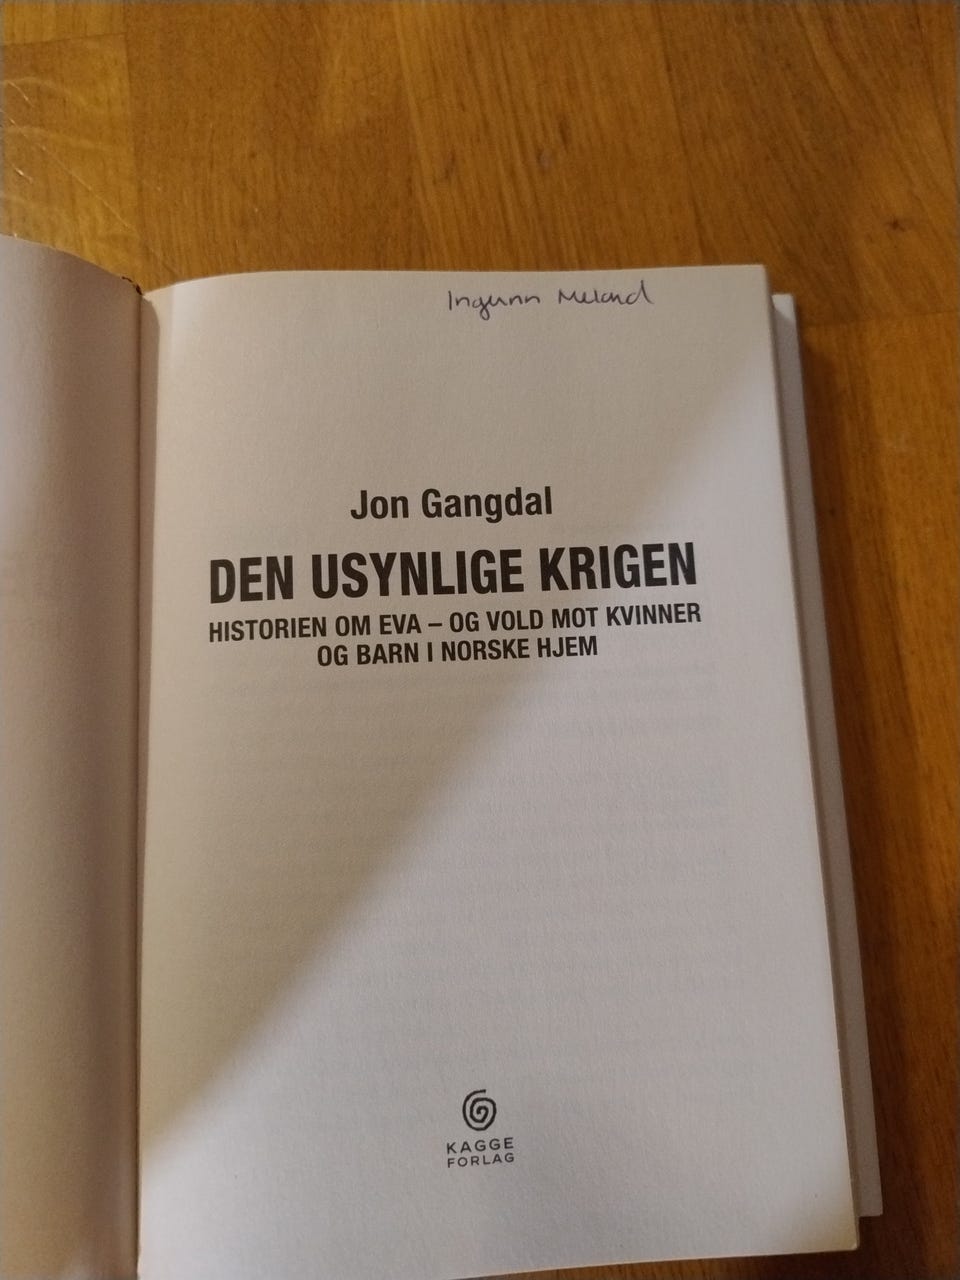 Ingunn Meland
Jon Gangdal
DEN USYNLIGE KRIGEN
HISTORIEN OM EVA – OG VOLD MOT KVINNER
OG BARN I NORSKE HJEM
KAGGE
FORLAG